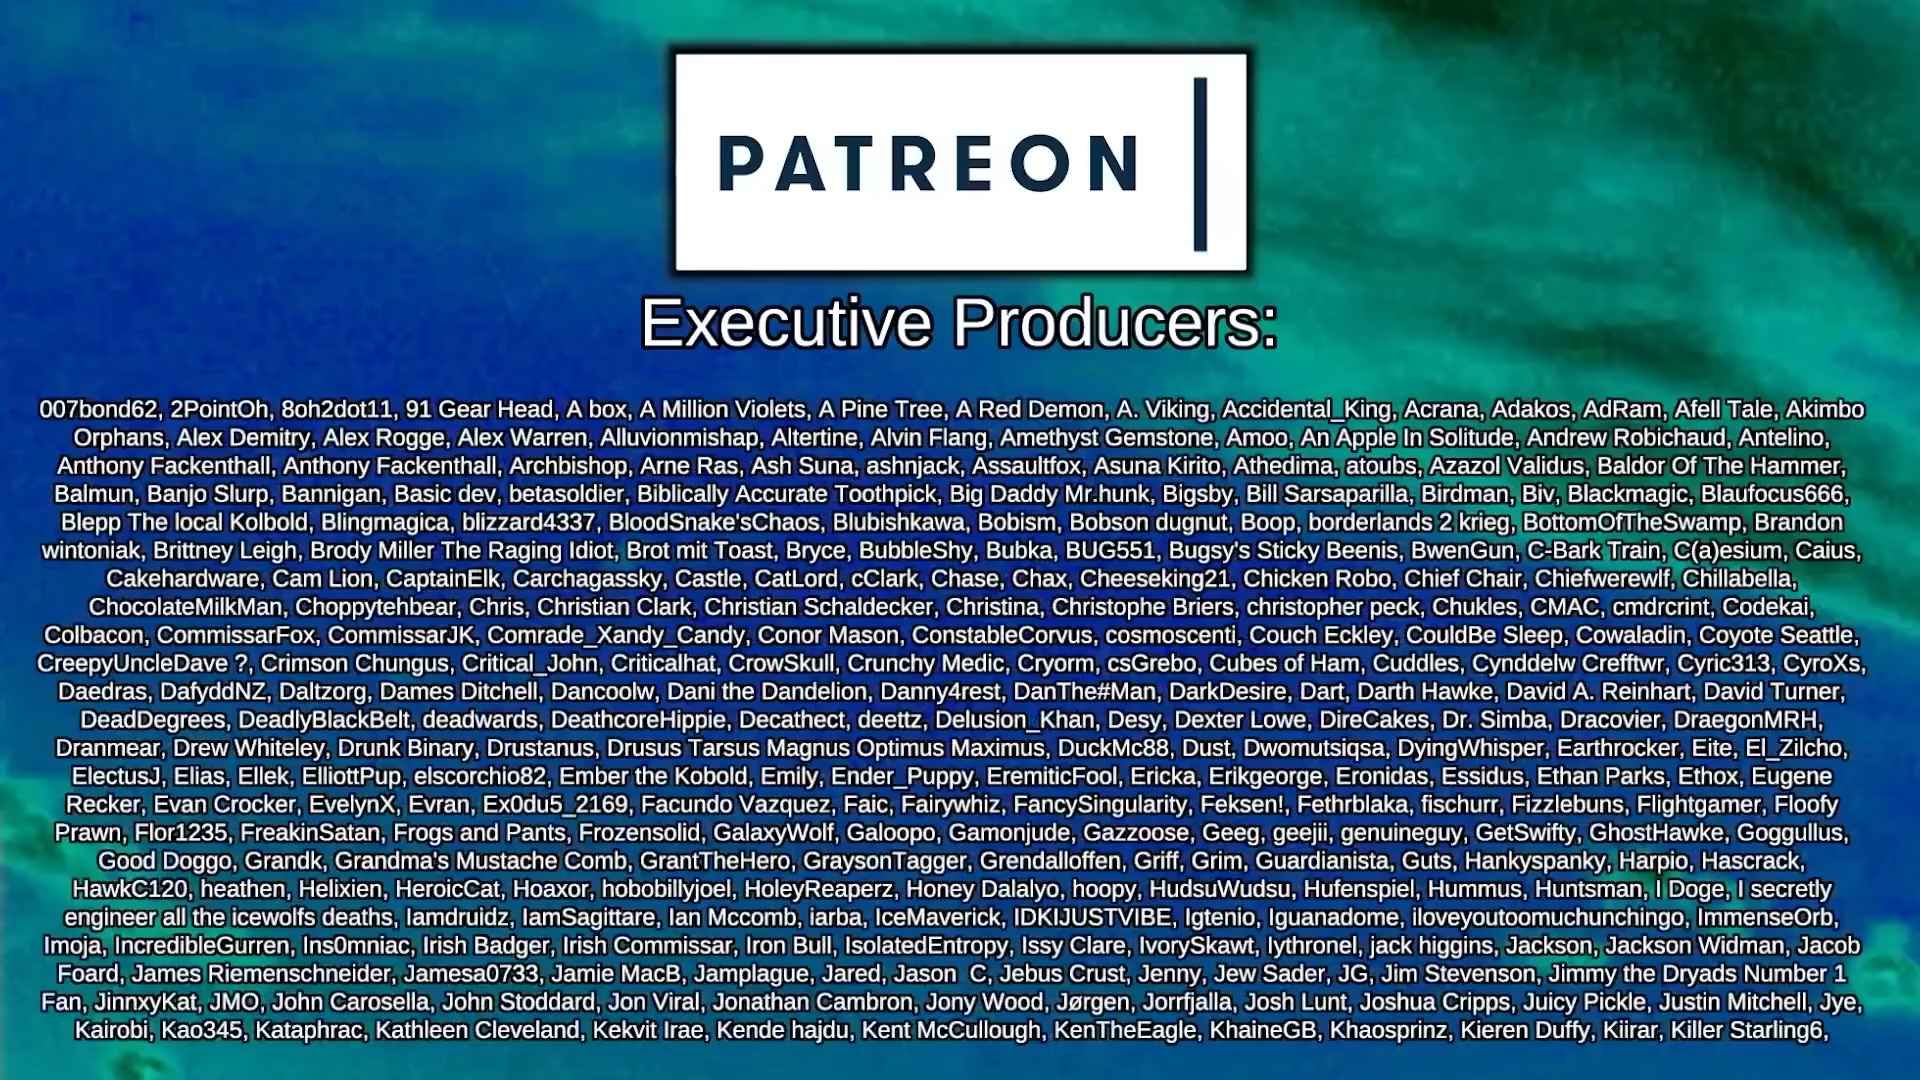 PATREON
Executive Producers:
007bond62, 2PointOh, 8oh2dot11, 91 Gear Head, A box, A Million Violets, A Pine Tree, A Red Demon, A. Viking, Accidental_King, Acrana, Adakos, AdRam, Afell Tale, Akimbo
Orphans, Alex Demitry, Alex Rogge, Alex Warren, Alluvionmishap, Altertine, Alvin Flang, Amethyst Gemstone, Amoo, An Apple In Solitude, Andrew Robichaud, Antelino,
Anthony Fackenthall, Anthony Fackenthall, Archbishop, Arne Ras, Ash Suna, ashnjack, Assaultfox, Asuna Kirito, Athedima, atoubs, Azazol Validus, Baldor Of The Hammer,
Balmun, Banjo Slurp, Bannigan, Basic dev, betasoldier, Biblically Accurate Toothpick, Big Daddy Mr.hunk, Bigsby, Bill Sarsaparilla, Birdman, Biv, Blackmagic, Blaufocus666,
Blepp The local Kolbold, Blingmagica, blizzard4337, BloodSnake'sChaos, Blubishkawa, Bobism, Bobson dugnut, Boop, borderlands 2 krieg, BottomOfTheSwamp, Brandon
wintoniak, Brittney Leigh, Brody Miller The Raging Idiot, Brot mit Toast, Bryce, BubbleShy, Bubka, BUG551, Bugsy's Sticky Beenis, BwenGun, C-Bark Train, C(a)esium, Caius,
Cakehardware, Cam Lion, CaptainElk, Carchagassky, Castle, CatLord, cClark, Chase, Chax, Cheeseking21, Chicken Robo, Chief Chair, Chiefwerewlf, Chillabella,
ChocolateMilkMan, Choppytehbear, Chris, Christian Clark, Christian Schaldecker, Christina, Christophe Briers, christopher peck, Chukles, CMAC, cmdrcrint, Codekai,
Colbacon, CommissarFox, CommissarJK, Comrade_Xandy_Candy, Conor Mason, ConstableCorvus, cosmoscenti, Couch Eckley, CouldBe Sleep, Cowaladin, Coyote Seattle,
CreepyUncleDave ?, Crimson Chungus, Critical_John, Criticalhat, CrowSkull, Crunchy Medic, Cryorm, csGrebo, Cubes of Ham, Cuddles, Cynddelw Crefftwr, Cyric313, CyroXs,
Daedras, DafyddNZ, Daltzorg, Dames Ditchell, Dancoolw, Dani the Dandelion, Danny4rest, DanThe#Man, DarkDesire, Dart, Darth Hawke, David A. Reinhart, David Turner,
DeadDegrees, DeadlyBlackBelt, deadwards, DeathcoreHippie, Decathect, deettz, Delusion_Khan, Desy, Dexter Lowe, DireCakes, Dr. Simba, Dracovier, DraegonMRH,
Dranmear, Drew Whiteley, Drunk Binary, Drustanus, Drusus Tarsus Magnus Optimus Maximus, DuckMc88, Dust, Dwomutsiqsa, DyingWhisper, Earthrocker, Eite, El_Zilcho,
ElectusJ, Elias, Ellek, ElliottPup, elscorchio82, Ember the Kobold, Emily, Ender_Puppy, EremiticFool, Ericka, Erikgeorge, Eronidas, Essidus, Ethan Parks, Ethox, Eugene
Recker, Evan Crocker, EvelynX, Evran, Ex0du5_2169, Facundo Vazquez, Faic, Fairywhiz, FancySingularity, Feksen!, Fethrblaka, fischurr, Fizzlebuns, Flightgamer, Floofy
Prawn, Flor1235, FreakinSatan, Frogs and Pants, Frozensolid, GalaxyWolf, Galoopo, Gamonjude, Gazzoose, Geeg, geejii, genuineguy, GetSwifty, GhostHawke, Goggullus,
Good Doggo, Grandk, Grandma's Mustache Comb, GrantTheHero, GraysonTagger, Grendalloffen, Griff, Grim, Guardianista, Guts, Hankyspanky, Harpio, Hascrack,
HawkC120, heathen, Helixien, HeroicCat, Hoaxor, hobobillyjoel, HoleyReaperz, Honey Dalalyo, hoopy, HudsuWudsu, Hufenspiel, Hummus, Huntsman, I Doge, I secretly
engineer all the icewolfs deaths, Iamdruidz, IamSagittare, Ian Mccomb, iarba, IceMaverick, IDKIJUSTVIBE, Igtenio, Iguanadome, iloveyoutoomuchunchingo, ImmenseOrb,
Imoja, IncredibleGurren, Ins0mniac, Irish Badger, Irish Commissar, Iron Bull, IsolatedEntropy, Issy Clare, IvorySkawt, Iythronel, jack higgins, Jackson, Jackson Widman, Jacob
Foard, James Riemenschneider, Jamesa0733, Jamie MacB, Jamplague, Jared, Jason  C, Jebus Crust, Jenny, Jew Sader, JG, Jim Stevenson, Jimmy the Dryads Number 1
Fan, JinnxyKat, JMO, John Carosella, John Stoddard, Jon Viral, Jonathan Cambron, Jony Wood, Jørgen, Jorrfjalla, Josh Lunt, Joshua Cripps, Juicy Pickle, Justin Mitchell, Jye,
Kairobi, Kao345, Kataphrac, Kathleen Cleveland, Kekvit Irae, Kende hajdu, Kent McCullough, KenTheEagle, KhaineGB, Khaosprinz, Kieren Duffy, Kiirar, Killer Starling6,